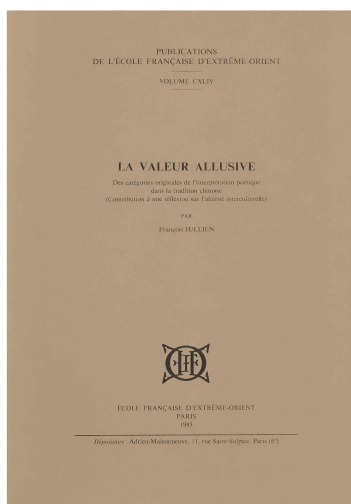 PUBLICATIONS
DE L'ÉCOLE FRANÇAISE D'EXTRÊME-ORIENT
VOLUME CXLIV
LA VALEUR ALLUSIVE
Des catégories originales de l'interprétation poétique
dans la tradition chinoise
(Contribution à une réflexion sur l'altérité interculturelle)
PAR
François JULLIEN
ÉCOLE FRANÇAISE D'EXTRÊME-ORIENT
PARIS
1985
Dépositaire: Adrien-Maisonneuve, 11, rue Saint-Sulpice, Paris (6e)